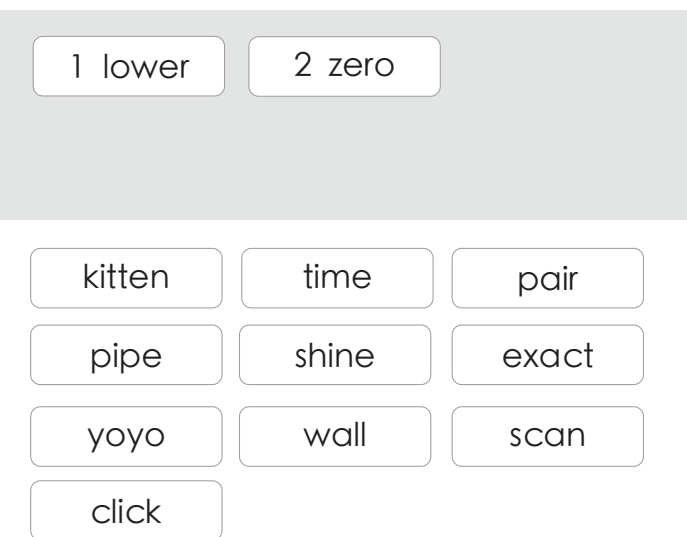 1 lower 2 zero
kitten time pair
pipe shine exact
yoyo wall scan
click